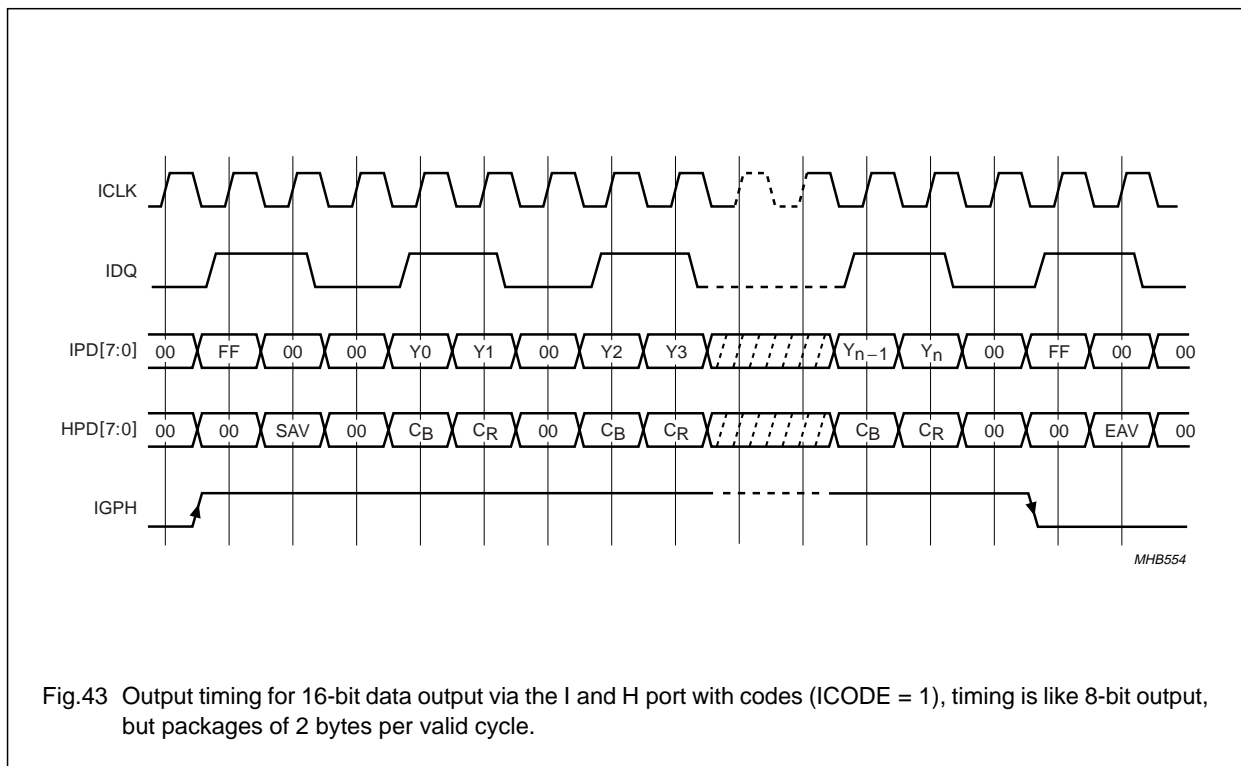 ICLK
IDQ
IPD[7:0] 00 FF 00 00 Y0 Y1 00 Y2 Y3 Yn−1 Yn 00 FF 00 00
HPD[7:0] 00 00 SAV 00 CB CR 00 CB CR CB CR 00 00 EAV 00
IGPH
MHB554
Fig.43 Output timing for 16-bit data output via the I and H port with codes (ICODE = 1), timing is like 8-bit output,
but packages of 2 bytes per valid cycle.